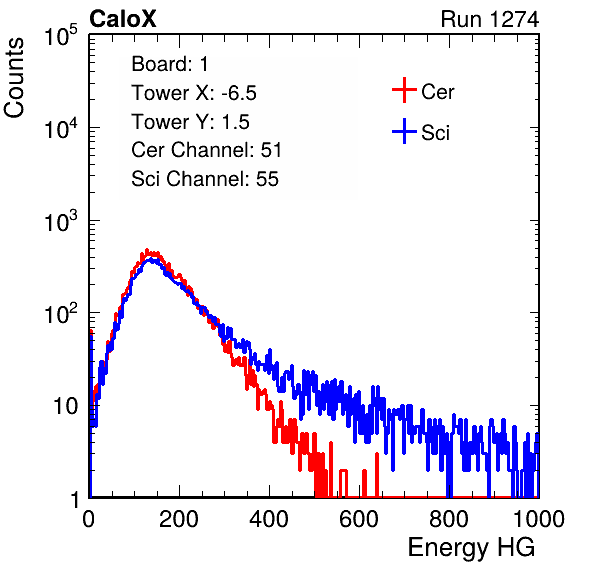 CaloX Run 1274
Counts
Board: 1
Tower X: -6.5
Tower Y: 1.5
Cer Channel: 51
Sci Channel: 55
Cer
Sci
10^5
10^4
10^3
10^2
10
1
0 200 400 600 800 1000
Energy HG